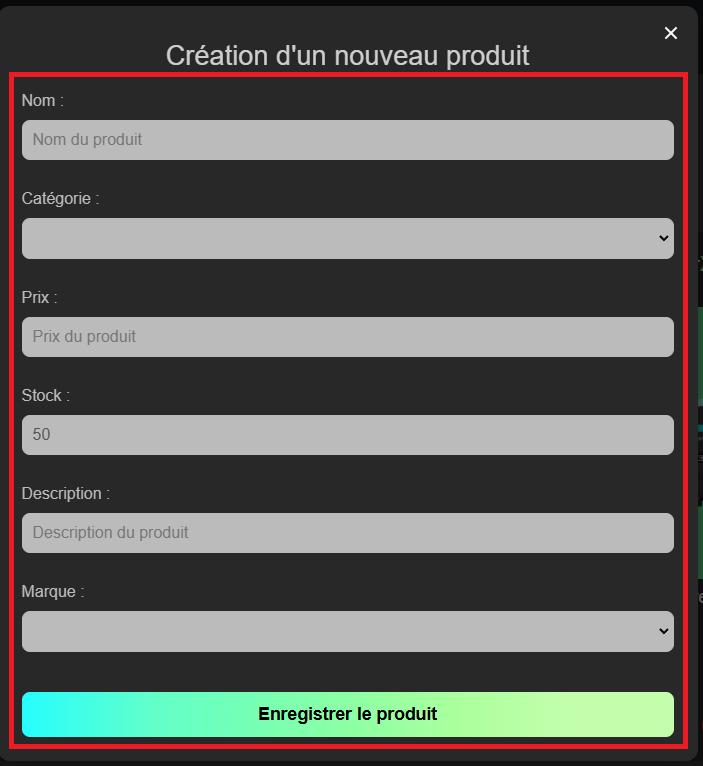 Création d'un nouveau produit
Nom :
Nom du produit
Catégorie :
Prix :
Prix du produit
Stock :
50
Description :
Description du produit
Marque :
Enregistrer le produit